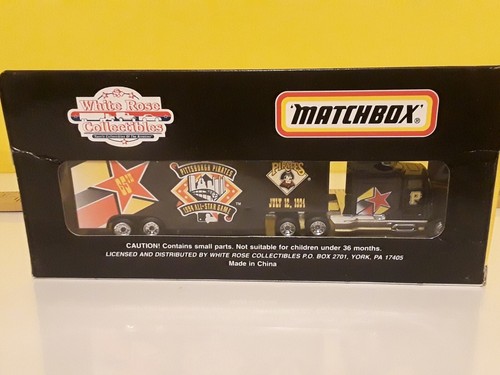 White Rose
Collectibles
MATCHBOX®
PITTSBURGH PIRATES
1994 ALL-STAR GAME
TM
PIRATES
JULY 12, 1994
P
CAUTION! Contains small parts. Not suitable for children under 36 months.
LICENSED AND DISTRIBUTED BY WHITE ROSE COLLECTIBLES P.O. BOX 2701, YORK, PA 17405
Made in China